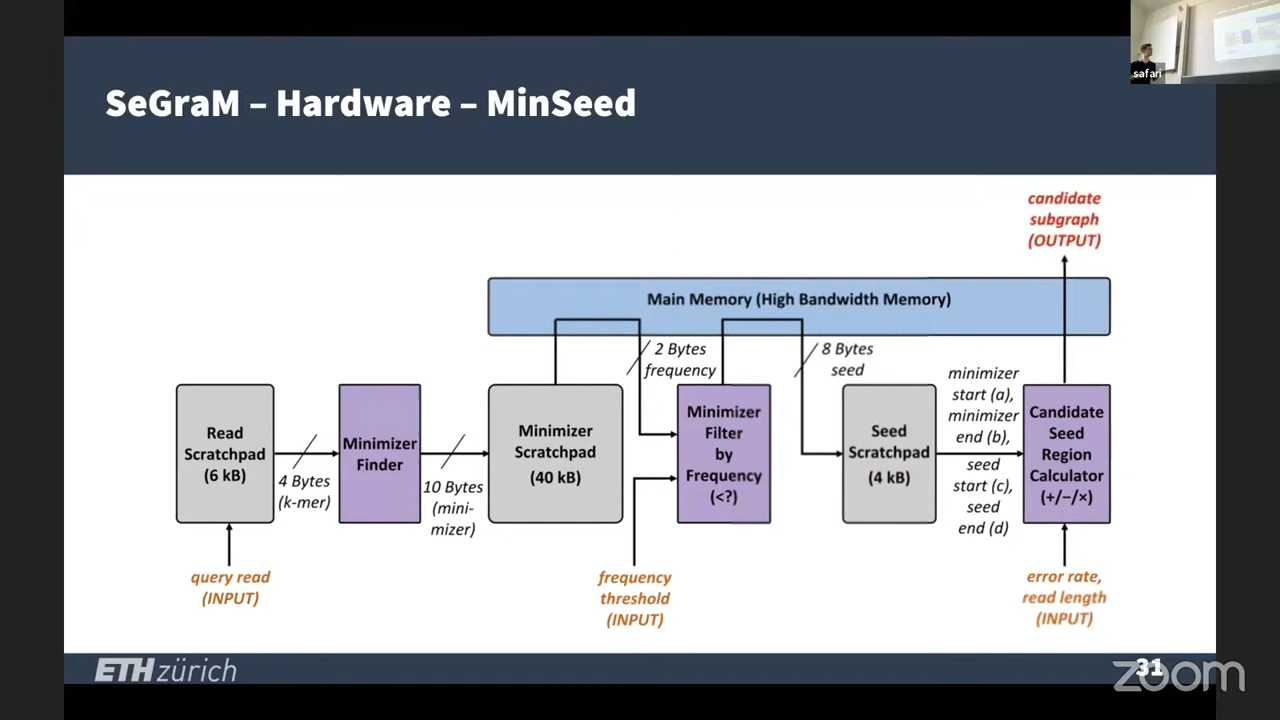 safari
SeGraM – Hardware – MinSeed
candidate
subgraph
(OUTPUT)
Main Memory (High Bandwidth Memory)
2 Bytes
frequency
8 Bytes
seed
Read
Scratchpad
(6 kB)
4 Bytes
(k-mer)
Minimizer
Finder
10 Bytes
(mini-
mizer)
Minimizer
Scratchpad
(40 kB)
Minimizer
Filter
by
Frequency
(<?)
Seed
Scratchpad
(4 kB)
minimizer
start (a),
minimizer
end (b),
seed
start (c),
seed
end (d)
Candidate
Seed
Region
Calculator
(+/−/×)
query read
(INPUT)
frequency
threshold
(INPUT)
error rate,
read length
(INPUT)
ETH zürich
31
zoom